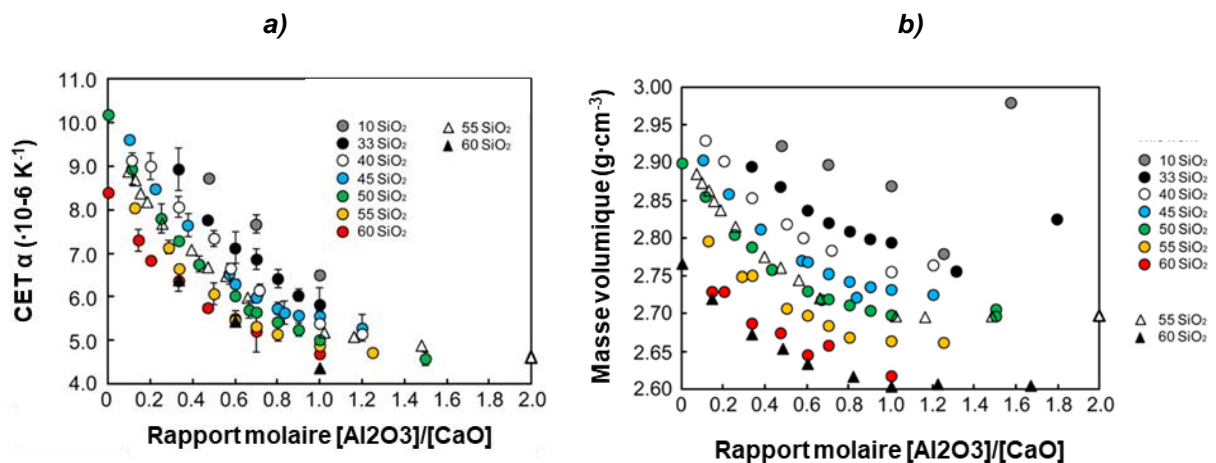 a)
b)
11.0
10.0
9.0
8.0
7.0
6.0
5.0
4.0
CET α (·10-6 K-1)
0
0.2
0.4
0.6
0.8
1.0
1.2
1.4
1.6
1.8
2.0
Rapport molaire [Al2O3]/[CaO]
10 SiO2
33 SiO2
40 SiO2
45 SiO2
50 SiO2
55 SiO2
60 SiO2
55 SiO2
60 SiO2
3.00
2.95
2.90
2.85
2.80
2.75
2.70
2.65
2.60
Masse volumique (g·cm-3)
0
0.2
0.4
0.6
0.8
1.0
1.2
1.4
1.6
1.8
2.0
Rapport molaire [Al2O3]/[CaO]
10 SiO2
33 SiO2
40 SiO2
45 SiO2
50 SiO2
55 SiO2
60 SiO2
55 SiO2
60 SiO2